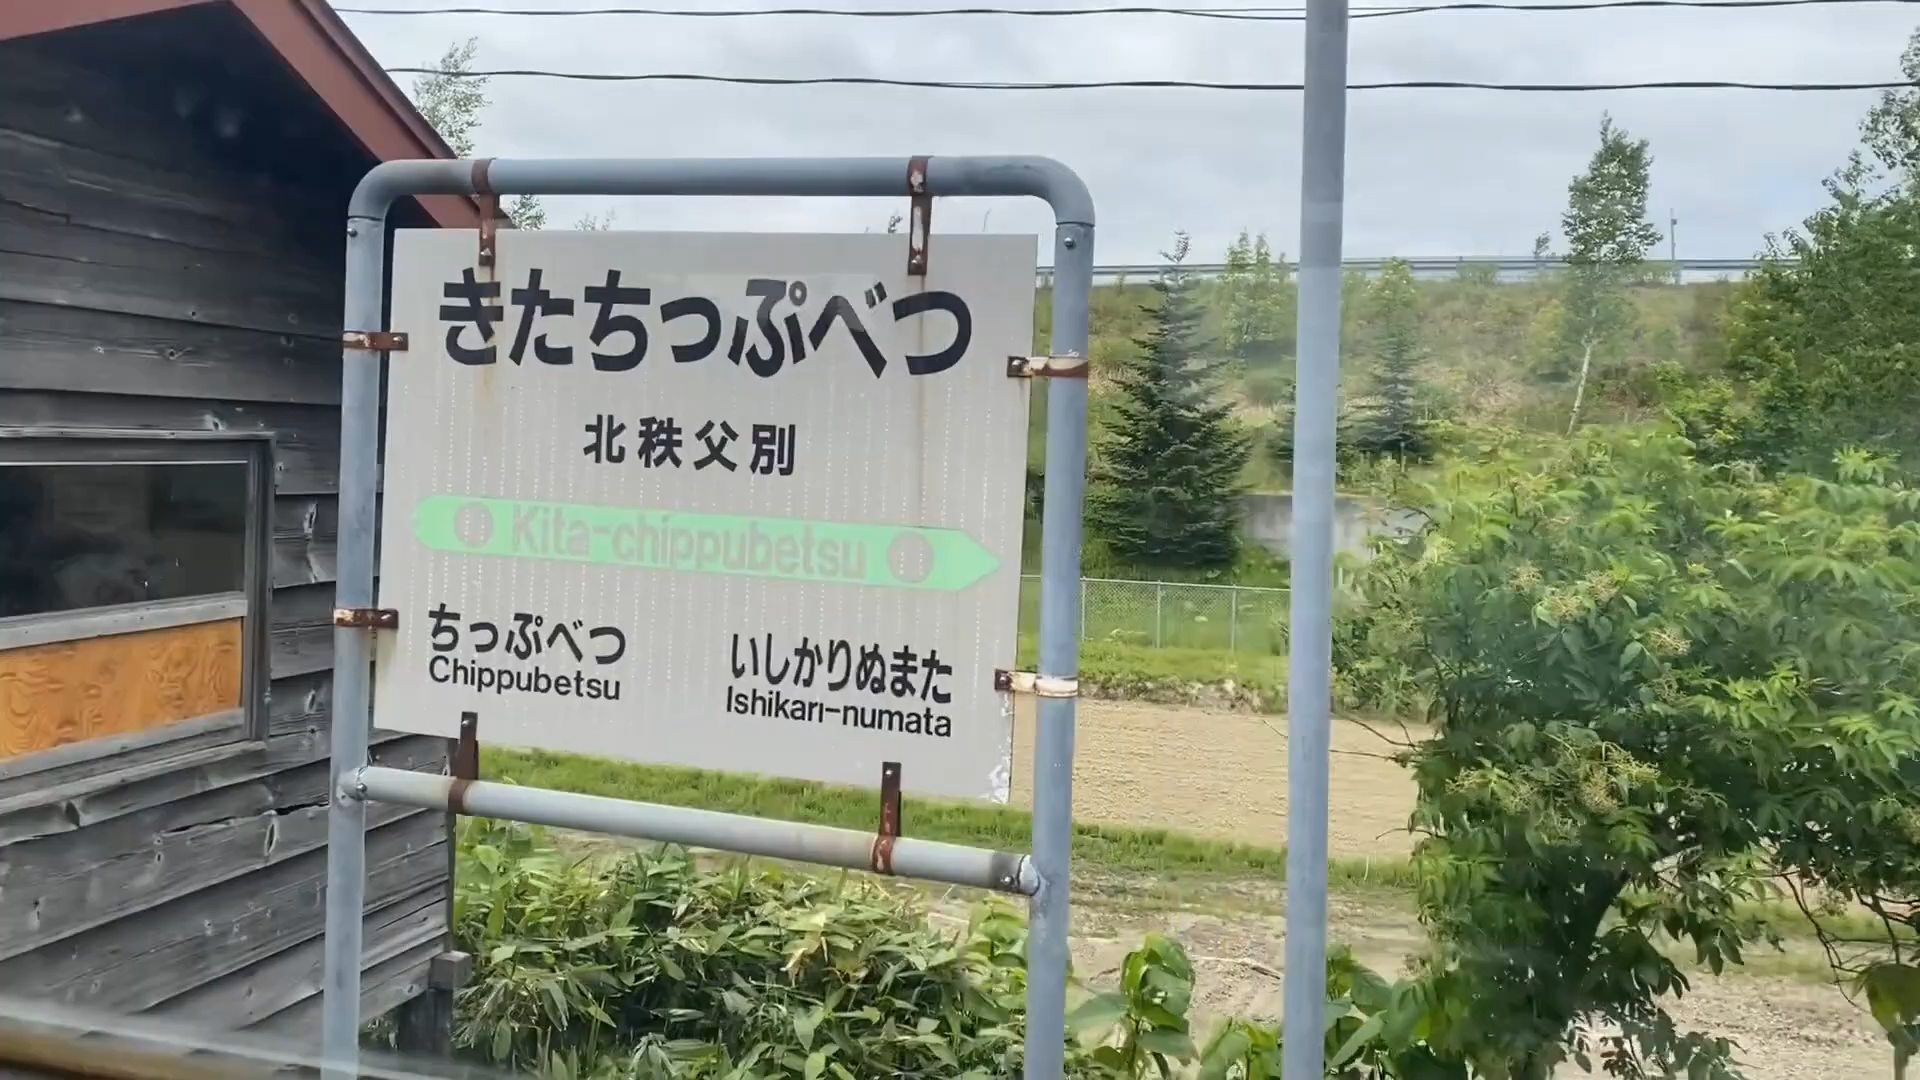 きたちっぷべつ
北秩父別
Kita-chippubetsu
ちっぷべつ
Chippubetsu
いしかりぬまた
Ishikari-numata